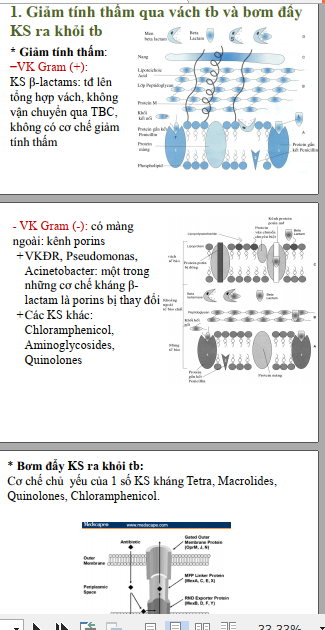 1. Giảm tính thấm qua vách tb và bơm đẩy
KS ra khỏi tb
* Giảm tính thấm:
–VK Gram (+):
KS β-lactams: tđ lên
tổng hợp vách, không
vận chuyển qua TBC,
không có cơ chế giảm
tính thấm
Men
beta lactam
Beta
Lactam
Nang
Lipoteichoic
Acid
Lớp Peptidoglycan
Protein M
Khối
kết nối
Protein gắn kết
Penicillin
Protein
màng
Phospholipid
Protein gắn
kết Penicillin
- VK Gram (-): có màng
ngoài: kênh porins
+VKĐR, Pseudomonas,
Acinetobacter: một trong
những cơ chế kháng β-
lactam là porins bị thay đổi
+Các KS khác:
Chloramphenicol,
Aminoglycosides,
Quinolones
Lipopolysaccharide
Lipoprotein
Beta
Lactam
Peptidoglycan
Protein
gắn kết
Penicillin
Protein màng
* Bơm đẩy KS ra khỏi tb:
Cơ chế chủ yếu của 1 số KS kháng Tetra, Macrolides,
Quinolones, Chloramphenicol.
Medscape® www.medscape.com
Antibiotic
Gated Outer
Membrane Protein
(OprM, J, N)
Outer
Membrane
MFP Linker Protein
(MexA, C, E, X)
Periplasmic
Space
RND Exporter Protein
(MexB, D, F, Y)
33,33%